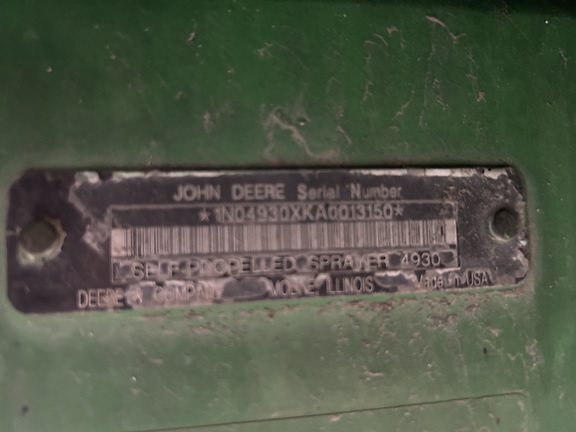 JOHN DEERE Serial Number
*1N04930XKA0013150*
SELF PROPELLED SPRAYER 4930
DEERE & COMPANY MOLINE ILLINOIS Made in USA